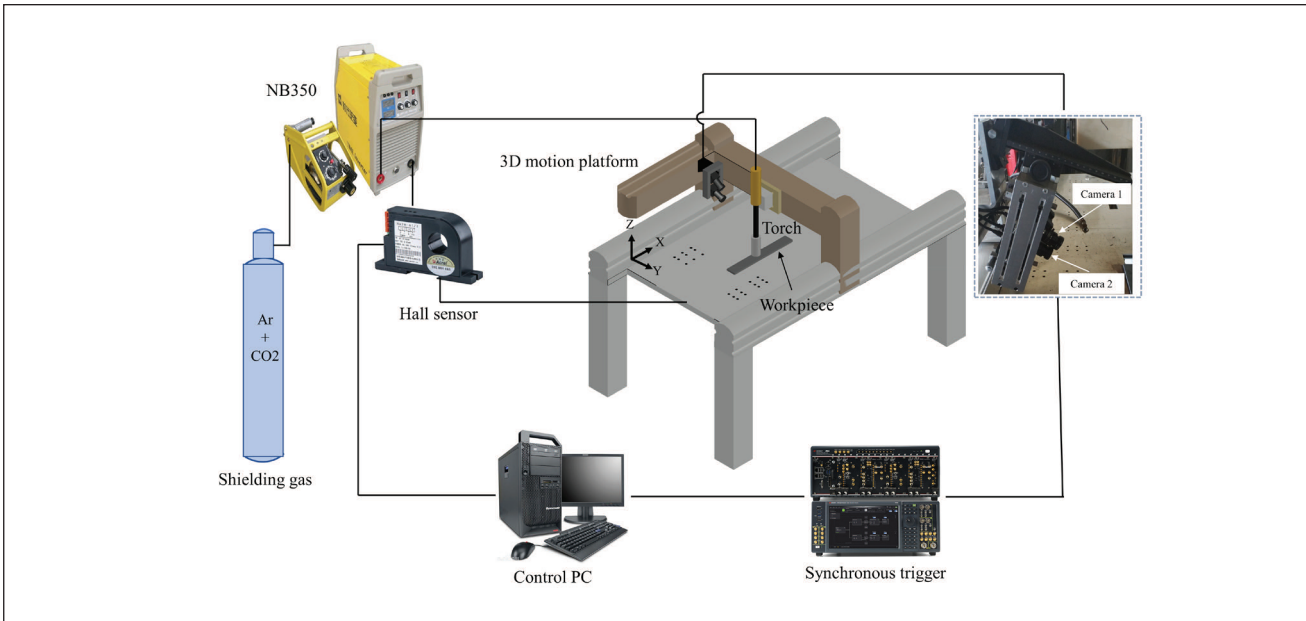 NB350
3D motion platform
Camera 1
Z
X
Y
Torch
Camera 2
Hall sensor
Workpiece
Ar
+
CO2
Shielding gas
Control PC
Synchronous trigger